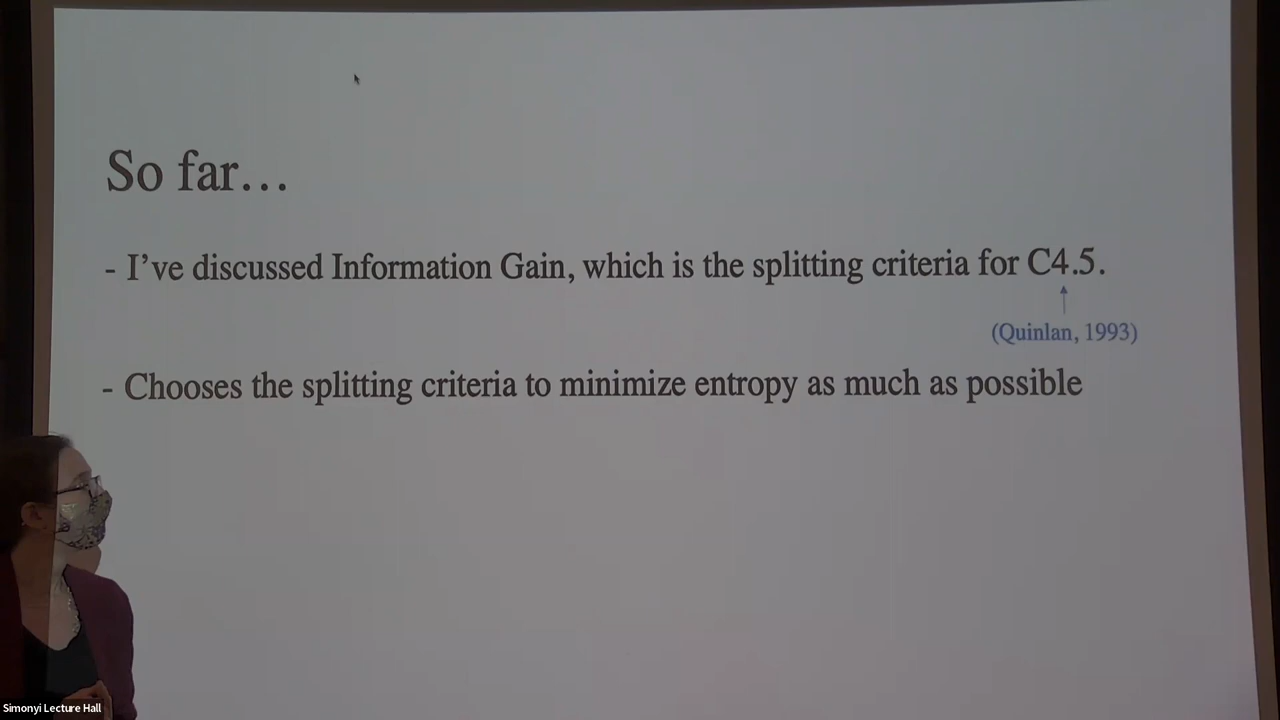 So far…
- I’ve discussed Information Gain, which is the splitting criteria for C4.5.
(Quinlan, 1993)
- Chooses the splitting criteria to minimize entropy as much as possible
Simonyi Lecture Hall